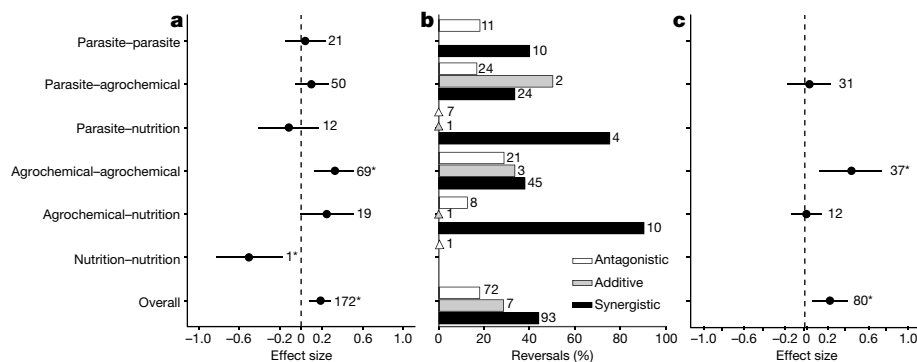 a
b
c
Parasite–parasite
21
11
10
Parasite–agrochemical
50
24
2
24
31
Parasite–nutrition
12
7
1
4
Agrochemical–agrochemical
69*
21
3
45
37*
Agrochemical–nutrition
19
8
1
10
12
Nutrition–nutrition
1*
1
Antagonistic
Additive
Synergistic
Overall
172*
72
7
93
80*
–1.0 –0.6 –0.2 0.2 0.6 1.0
0 20 40 60 80 100
–1.0 –0.6 –0.2 0.2 0.6 1.0
Effect size
Reversals (%)
Effect size